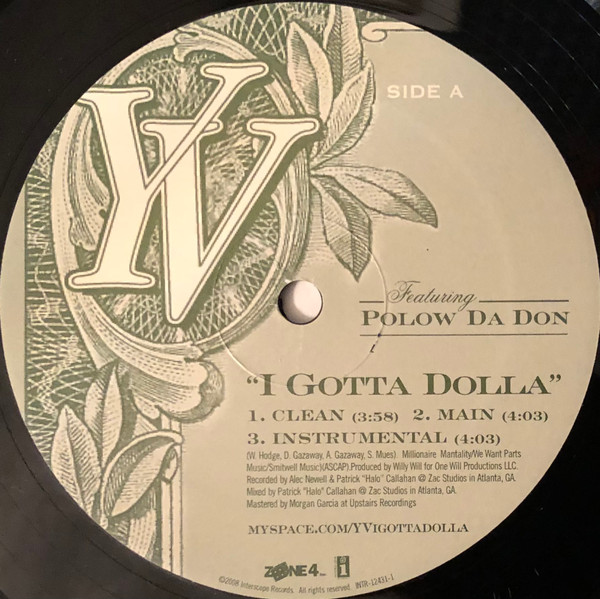 YV
SIDE A
Featuring
POLOW DA DON
"I GOTTA DOLLA"
1. CLEAN (3:58) 2. MAIN (4:03)
3. INSTRUMENTAL (4:03)
(W. Hodge, D. Gazaway, A. Gazaway, S. Mues). Millionaire Mantality/We Want Parts
Music/Smitwell Music)(ASCAP) Produced by Willy Will for One Will Productions LLC.
Recorded by Alec Newell & Patrick "Halo" Callahan @ Zac Studios in Atlanta, GA.
Mixed by Patrick "Halo" Callahan @ Zac Studios in Atlanta, GA.
Mastered by Morgan Garcia at Upstairs Recordings
MYSPACE.COM/YVIGOTTADOLLA
ZONE 4 INC i
©2008 Interscope Records. All rights reserved. INTR-12431-1